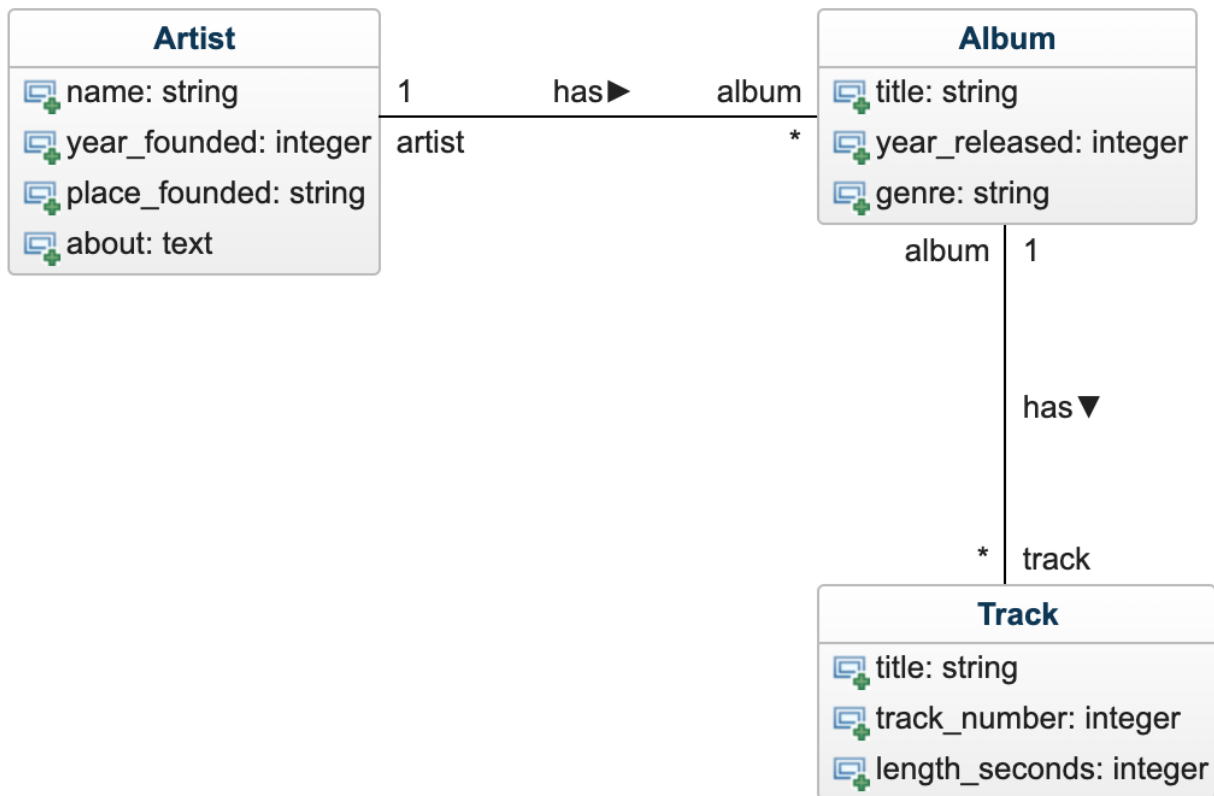 Artist
name: string
year_founded: integer
place_founded: string
about: text
1
artist
has►
album
*
Album
title: string
year_released: integer
genre: string
album
1
has▼
*
track
Track
title: string
track_number: integer
length_seconds: integer